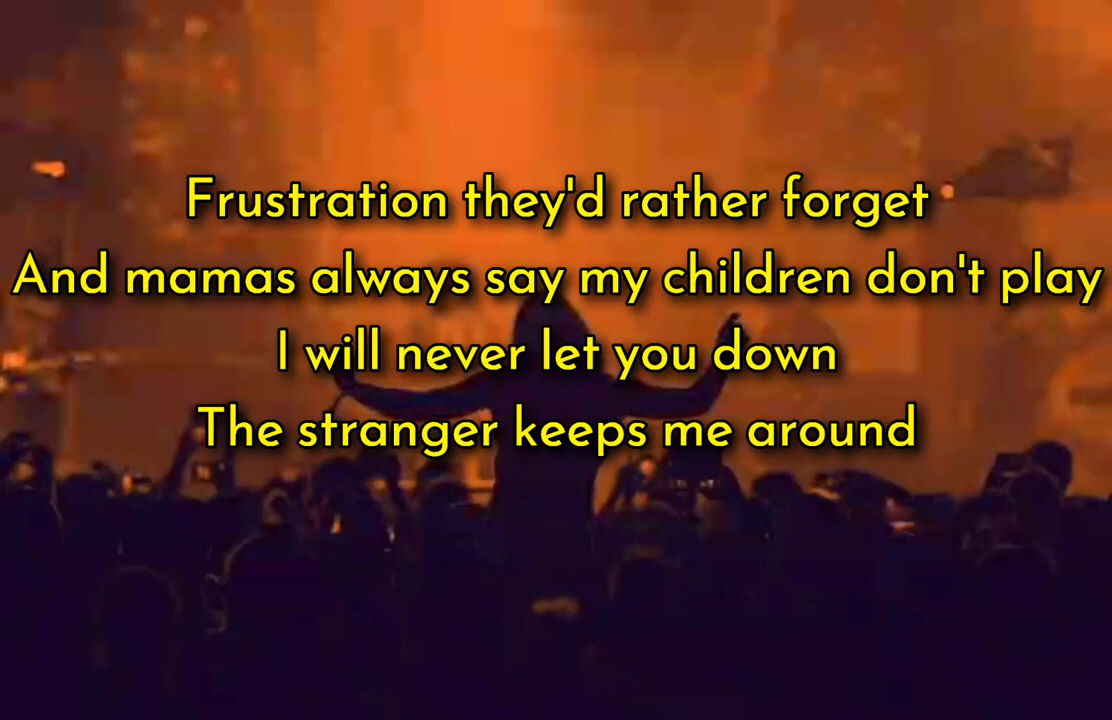 Frustration they'd rather forget
And mamas always say my children don't play
I will never let you down
The stranger keeps me around